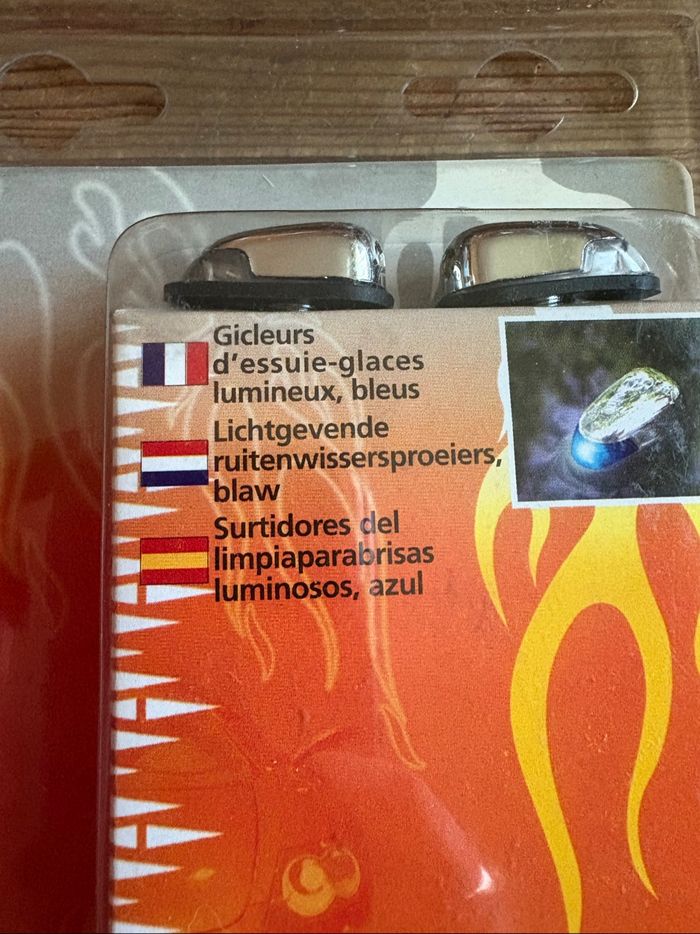 Gicleurs
d'essuie-glaces
lumineux, bleus
Lichtgevende
ruitenwissersproeiers,
blaw
Surtidores del
limpiaparabrisas
luminosos, azul